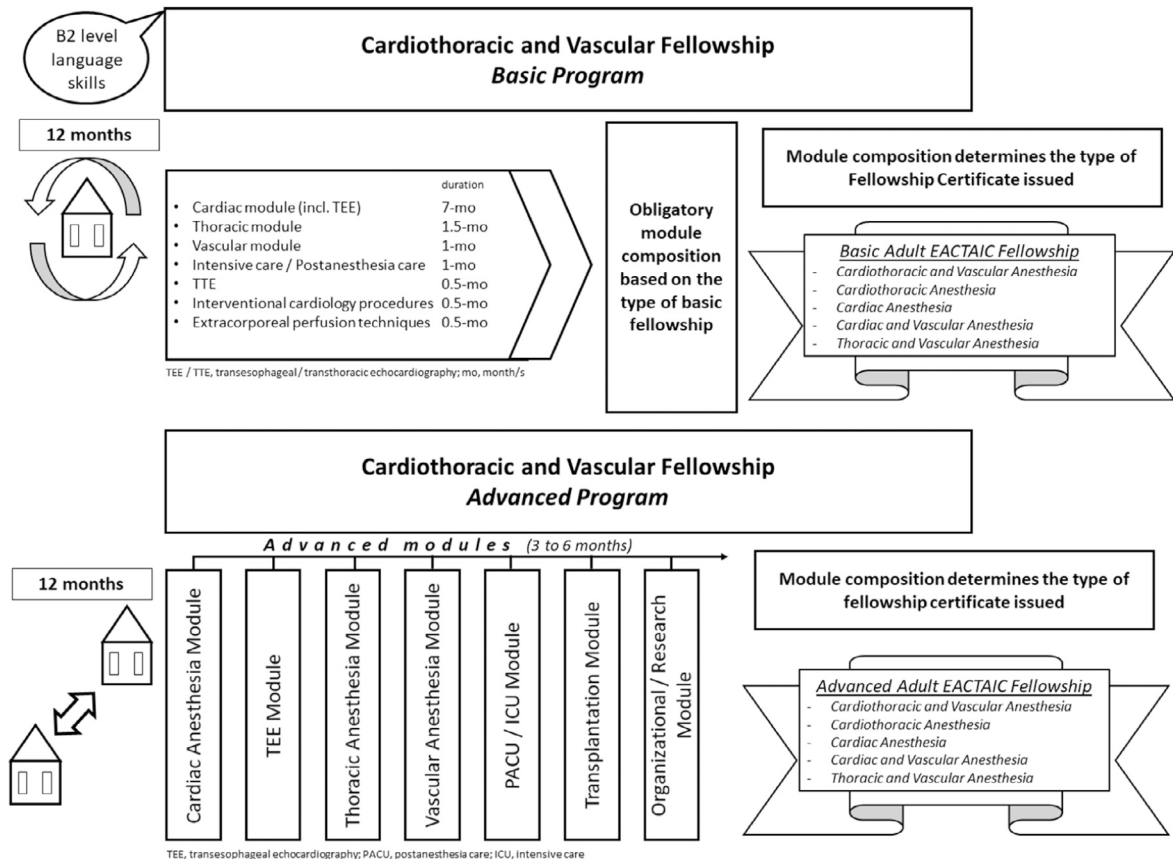 B2 level
language
skills
Cardiothoracic and Vascular Fellowship
Basic Program
12 months
duration
• Cardiac module (incl. TEE) 7-mo
• Thoracic module 1.5-mo
• Vascular module 1-mo
• Intensive care / Postanesthesia care 1-mo
• TTE 0.5-mo
• Interventional cardiology procedures 0.5-mo
• Extracorporeal perfusion techniques 0.5-mo
TEE / TTE, transesophageal/ transthoracic echocardiography; mo, month/s
Obligatory
module
composition
based on the
type of basic
fellowship
Module composition determines the type of
Fellowship Certificate issued
Basic Adult EACTAIC Fellowship
- Cardiothoracic and Vascular Anesthesia
- Cardiothoracic Anesthesia
- Cardiac Anesthesia
- Cardiac and Vascular Anesthesia
- Thoracic and Vascular Anesthesia
Cardiothoracic and Vascular Fellowship
Advanced Program
Advanced modules (3 to 6 months)
12 months
Cardiac Anesthesia Module
TEE Module
Thoracic Anesthesia Module
Vascular Anesthesia Module
PACU / ICU Module
Transplantation Module
Organizational / Research
Module
TEE, transesophageal echocardiography; PACU, postanesthesia care; ICU, intensive care
Module composition determines the type of
fellowship certificate issued
Advanced Adult EACTAIC Fellowship
- Cardiothoracic and Vascular Anesthesia
- Cardiothoracic Anesthesia
- Cardiac Anesthesia
- Cardiac and Vascular Anesthesia
- Thoracic and Vascular Anesthesia